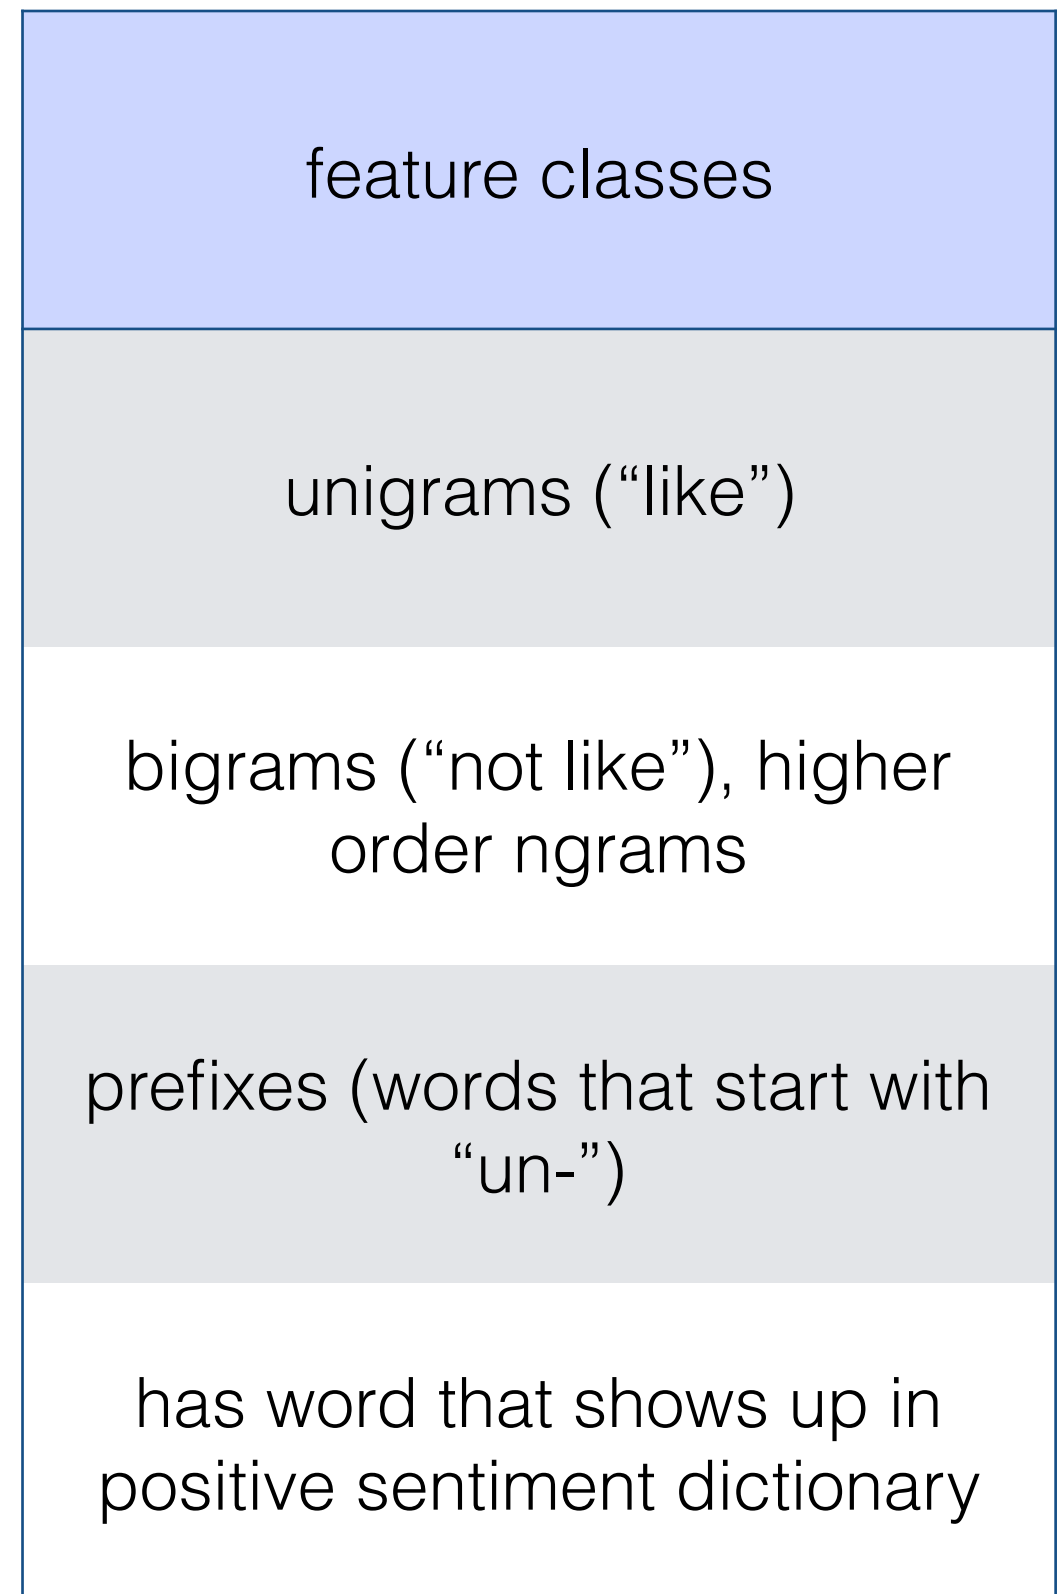 feature classes
unigrams (“like”)
bigrams (“not like”), higher
order ngrams
prefixes (words that start with
“un-”)
has word that shows up in
positive sentiment dictionary